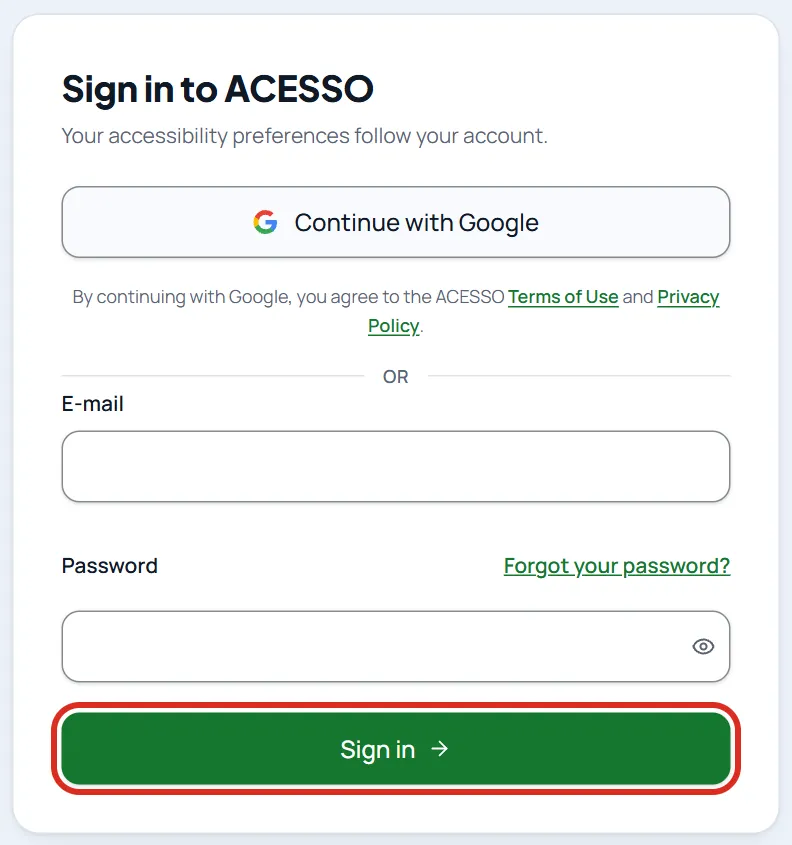 Sign in to ACESSO
Your accessibility preferences follow your account.
Continue with Google
By continuing with Google, you agree to the ACESSO Terms of Use and Privacy
Policy.
OR
E-mail
Password
Forgot your password?
Sign in →